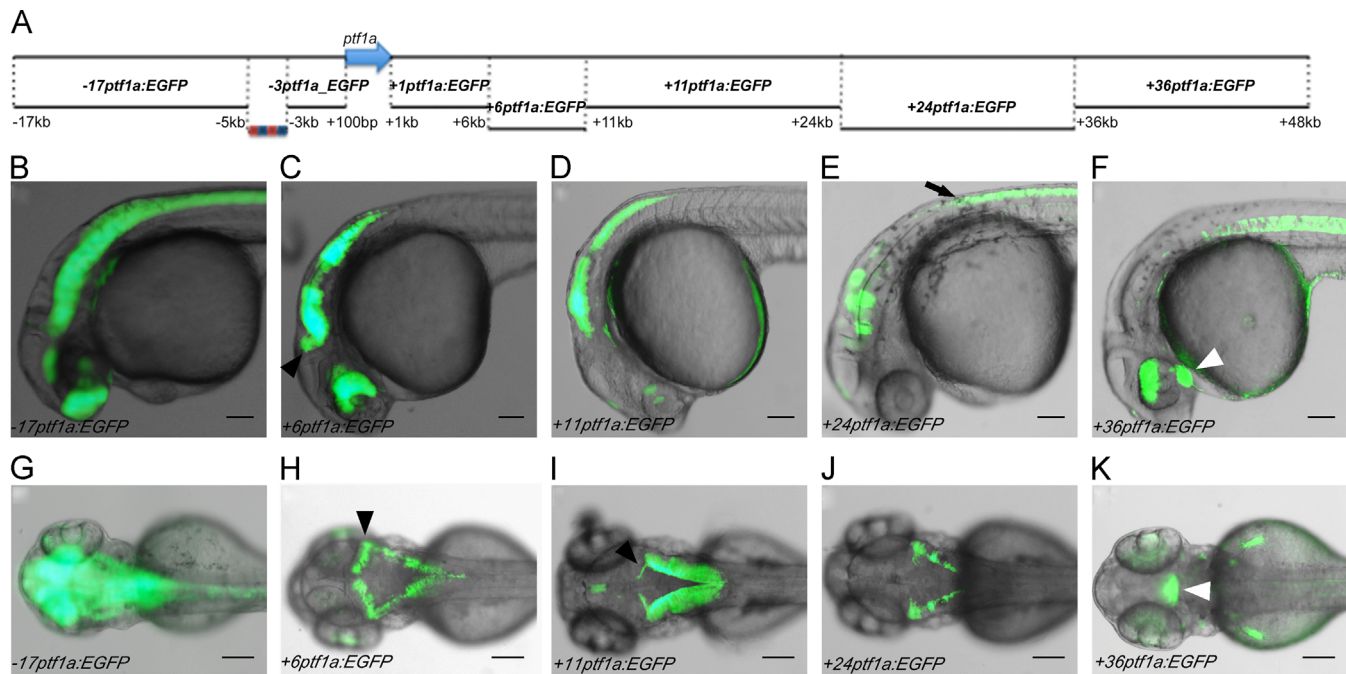 A
ptf1a
-17ptf1a:EGFP
-3ptf1a_EGFP
+1ptf1a:EGFP
+6ptf1a:EGFP
+11ptf1a:EGFP
+24ptf1a:EGFP
+36ptf1a:EGFP
-17kb
-5kb
-3kb
+100bp
+1kb
+6kb
+11kb
+24kb
+36kb
+48kb
B
C
D
E
F
-17ptf1a:EGFP
+6ptf1a:EGFP
+11ptf1a:EGFP
+24ptf1a:EGFP
+36ptf1a:EGFP
G
H
I
J
K
-17ptf1a:EGFP
+6ptf1a:EGFP
+11ptf1a:EGFP
+24ptf1a:EGFP
+36ptf1a:EGFP